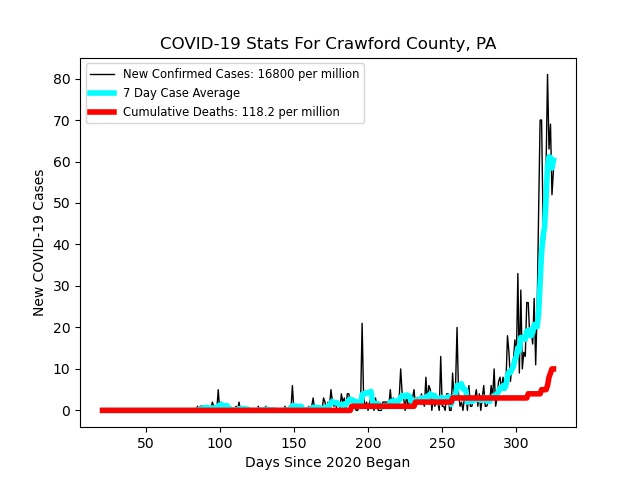 COVID-19 Stats For Crawford County, PA
New Confirmed Cases: 16800 per million
7 Day Case Average
Cumulative Deaths: 118.2 per million
New COVID-19 Cases
80
70
60
50
40
30
20
10
0
50 100 150 200 250 300
Days Since 2020 Began